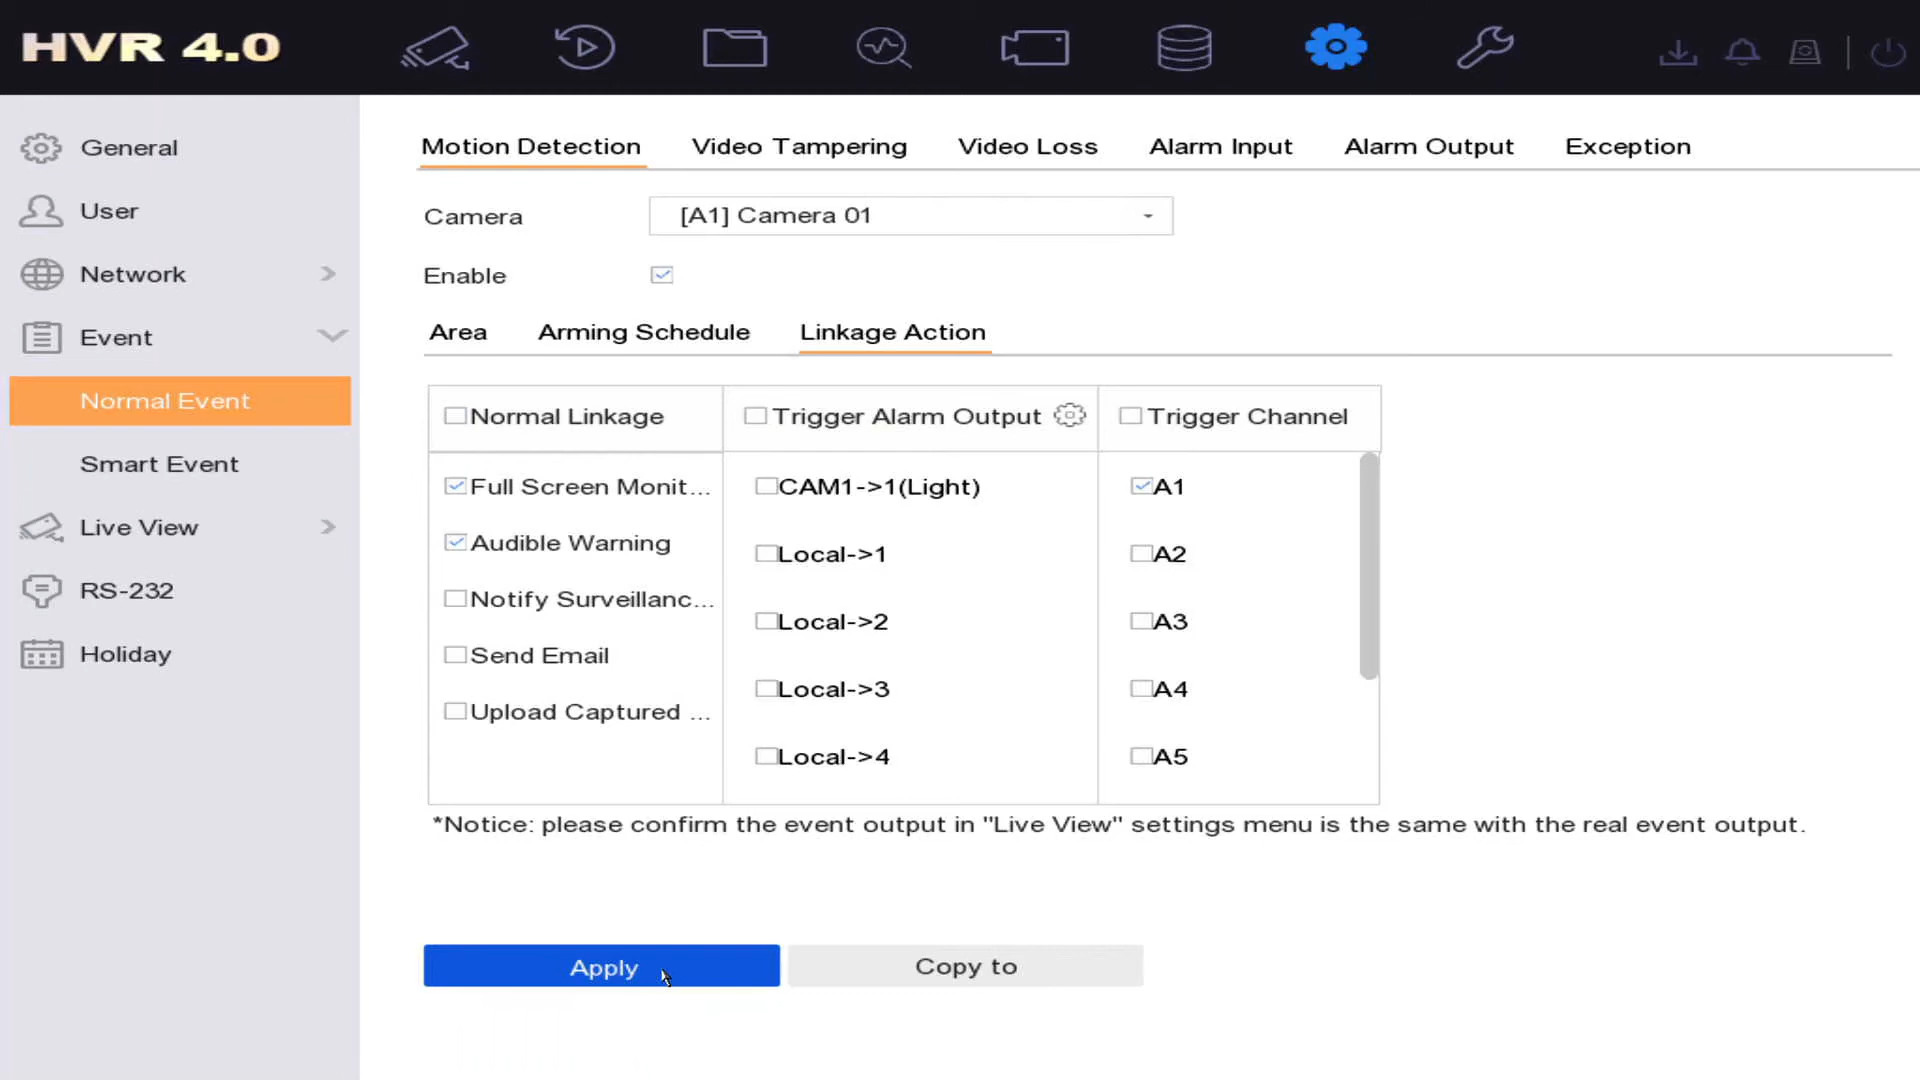 HVR 4.0
General
User
Network
Event
Normal Event
Smart Event
Live View
RS-232
Holiday
Motion Detection Video Tampering Video Loss Alarm Input Alarm Output Exception
Camera [A1] Camera 01
Enable
Area Arming Schedule Linkage Action
Normal Linkage Trigger Alarm Output Trigger Channel
Full Screen Monit... CAM1->1(Light) A1
Audible Warning Local->1 A2
Notify Surveillanc... Local->2 A3
Send Email Local->3 A4
Upload Captured ... Local->4 A5
*Notice: please confirm the event output in "Live View" settings menu is the same with the real event output.
Apply Copy to